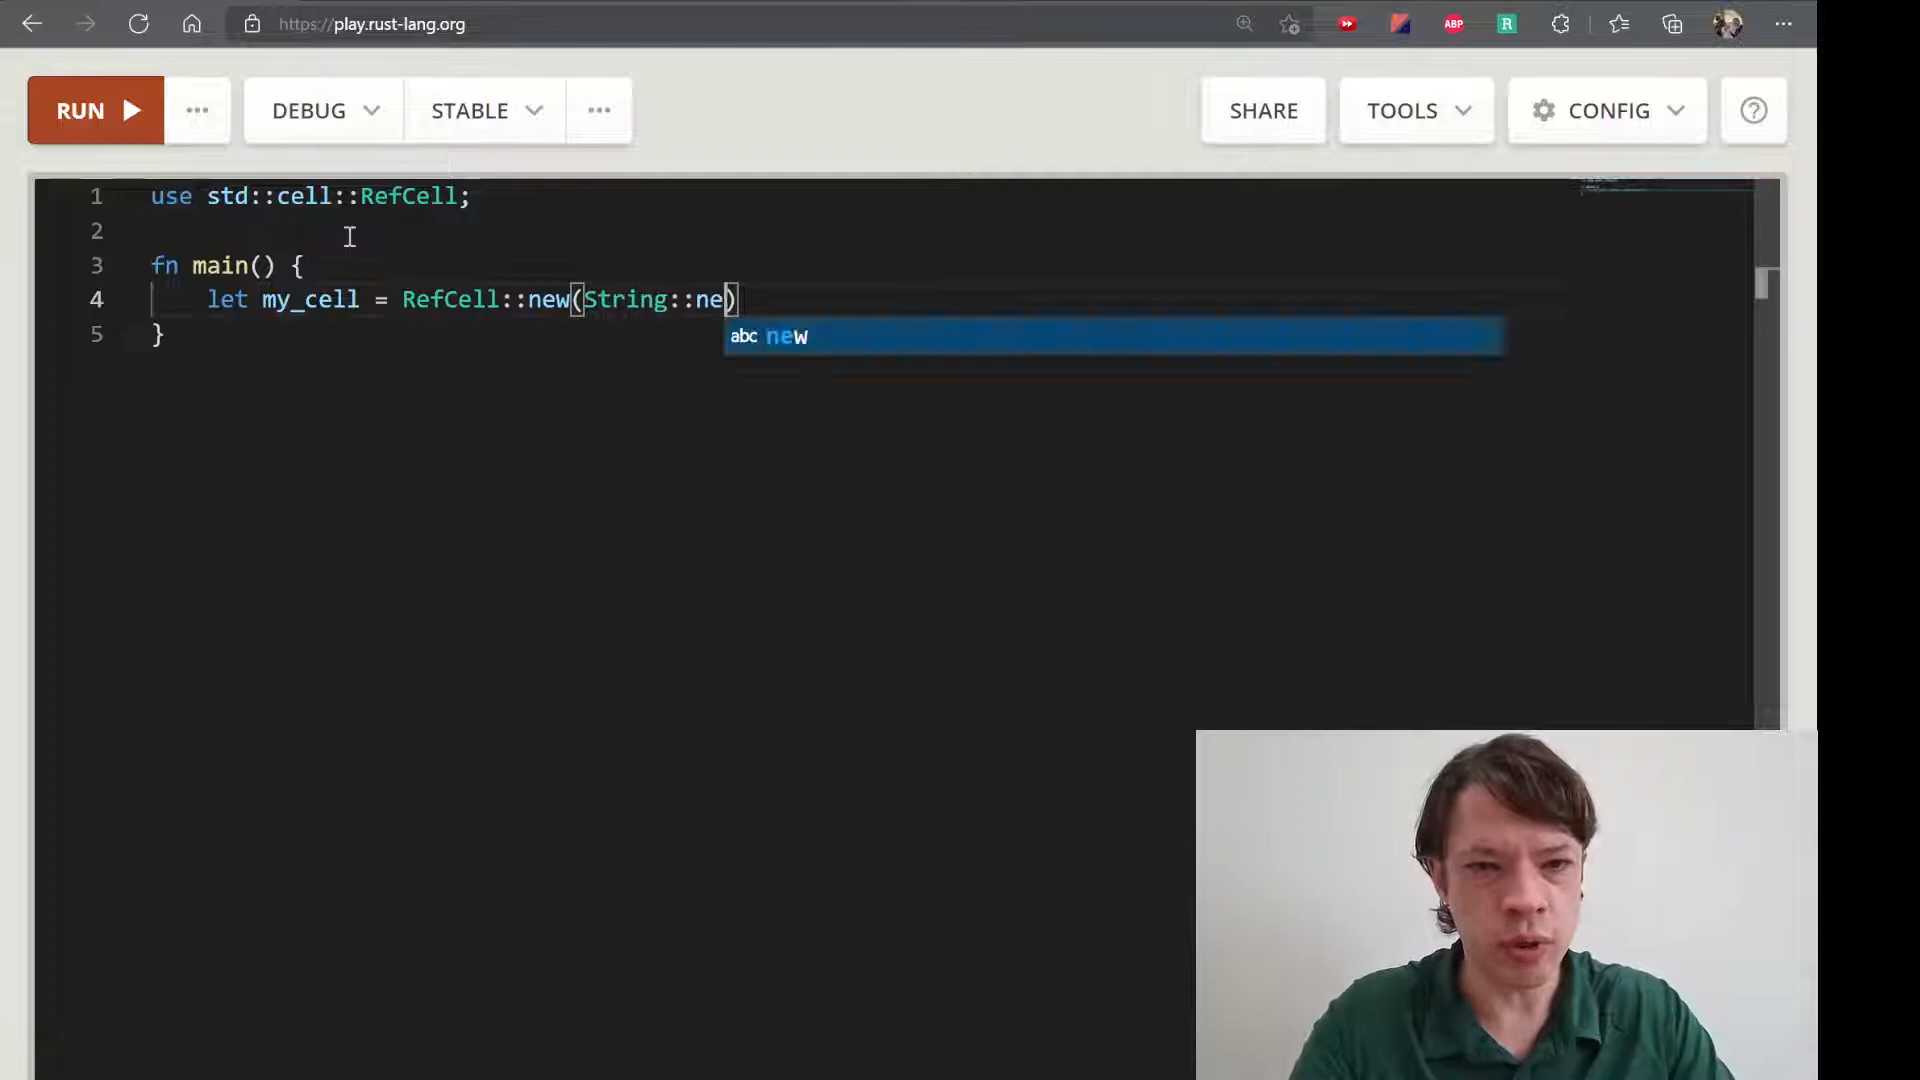 https://play.rust-lang.org
ABP
R
RUN
DEBUG
STABLE
SHARE
TOOLS
CONFIG
?
1 use std::cell::RefCell;
2
3 fn main() {
4 let my_cell = RefCell::new(String::ne)
abc new
5 }